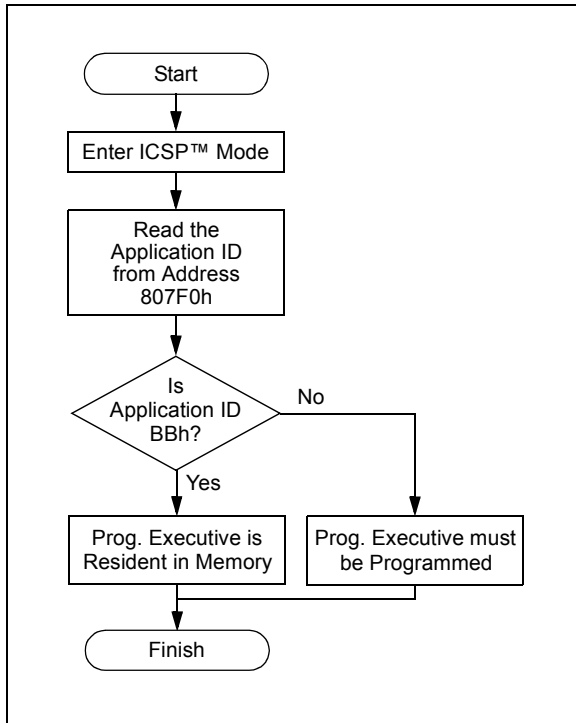 Start
Enter ICSP™ Mode
Read the
Application ID
from Address
807F0h
Is
Application ID
BBh?
No
Yes
Prog. Executive is
Resident in Memory
Prog. Executive must
be Programmed
Finish